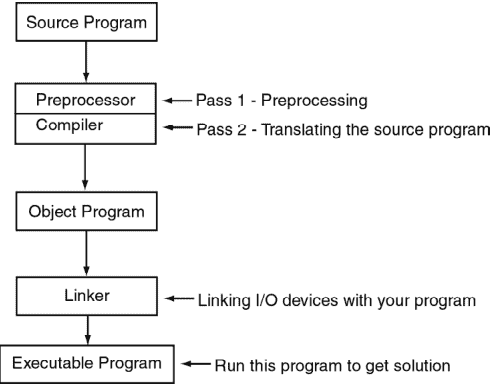 Source Program
Preprocessor
Pass 1 - Preprocessing
Compiler
Pass 2 - Translating the source program
Object Program
Linker
Linking I/O devices with your program
Executable Program
Run this program to get solution